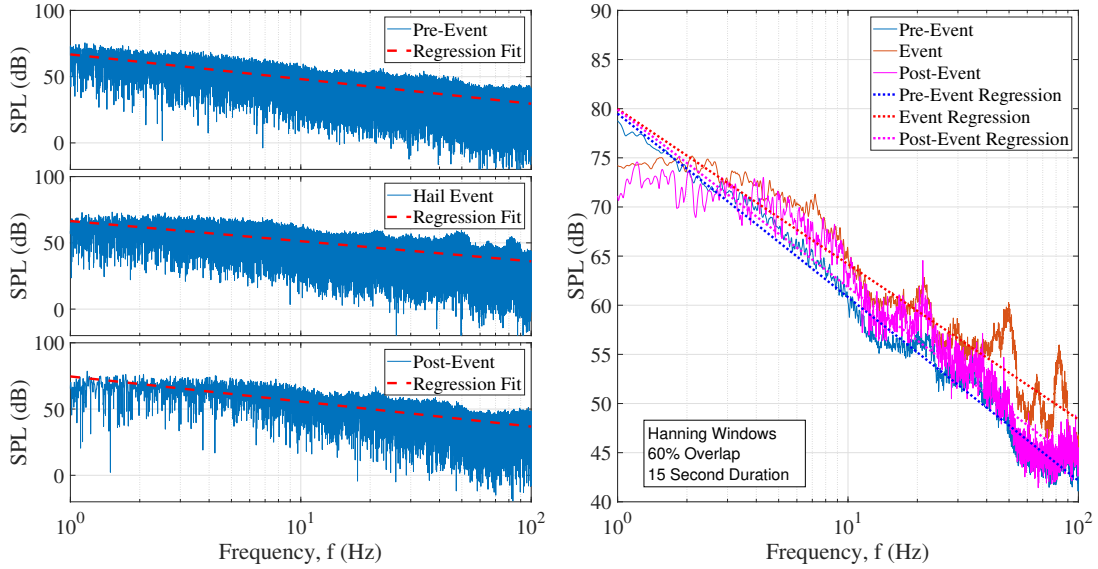 100
50
0
SPL (dB)
Pre-Event
Regression Fit
100
50
0
SPL (dB)
Hail Event
Regression Fit
100
50
0
SPL (dB)
Post-Event
Regression Fit
10^0
10^1
10^2
Frequency, f (Hz)
90
85
80
75
70
65
60
55
50
45
40
SPL (dB)
Pre-Event
Event
Post-Event
Pre-Event Regression
Event Regression
Post-Event Regression
Hanning Windows
60% Overlap
15 Second Duration
10^0
10^1
10^2
Frequency, f (Hz)